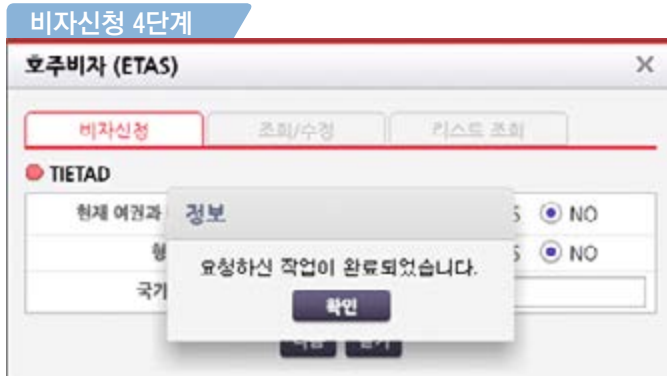 비자신청 4단계
호주비자 (ETAS)
비자신청 조회/수정 리스트 조회
TIETAD
현재 여권과 NO
정보
NO
요청하신 작업이 완료되었습니다.
국가
확인